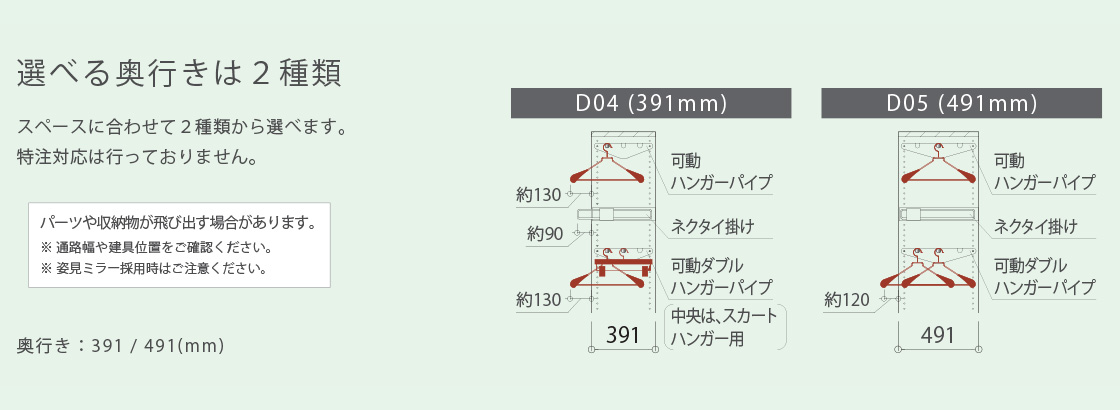 選べる奥行きは２種類
スペースに合わせて２種類から選べます。
特注対応は行っておりません。
パーツや収納物が飛び出す場合があります。
※ 通路幅や建具位置をご確認ください。
※ 姿見ミラー採用時はご注意ください。
奥行き：391 / 491(mm)
D04 (391mm)
可動
ハンガーパイプ
約130
ネクタイ掛け
約90
可動ダブル
ハンガーパイプ
約130
中央は、スカート
ハンガー用
391
D05 (491mm)
可動
ハンガーパイプ
ネクタイ掛け
可動ダブル
ハンガーパイプ
約120
491